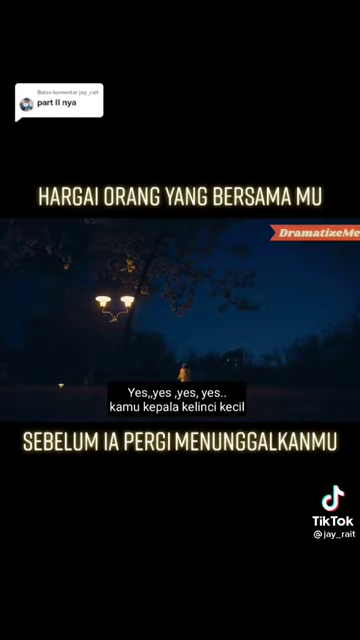 Balas komentar jay_rait
part II nya
HARGAI ORANG YANG BERSAMA MU
DramatizeMe
Yes,,yes ,yes, yes..
kamu kepala kelinci kecil
SEBELUM IA PERGI MENUNGGALKANMU
TikTok
@jay_rait